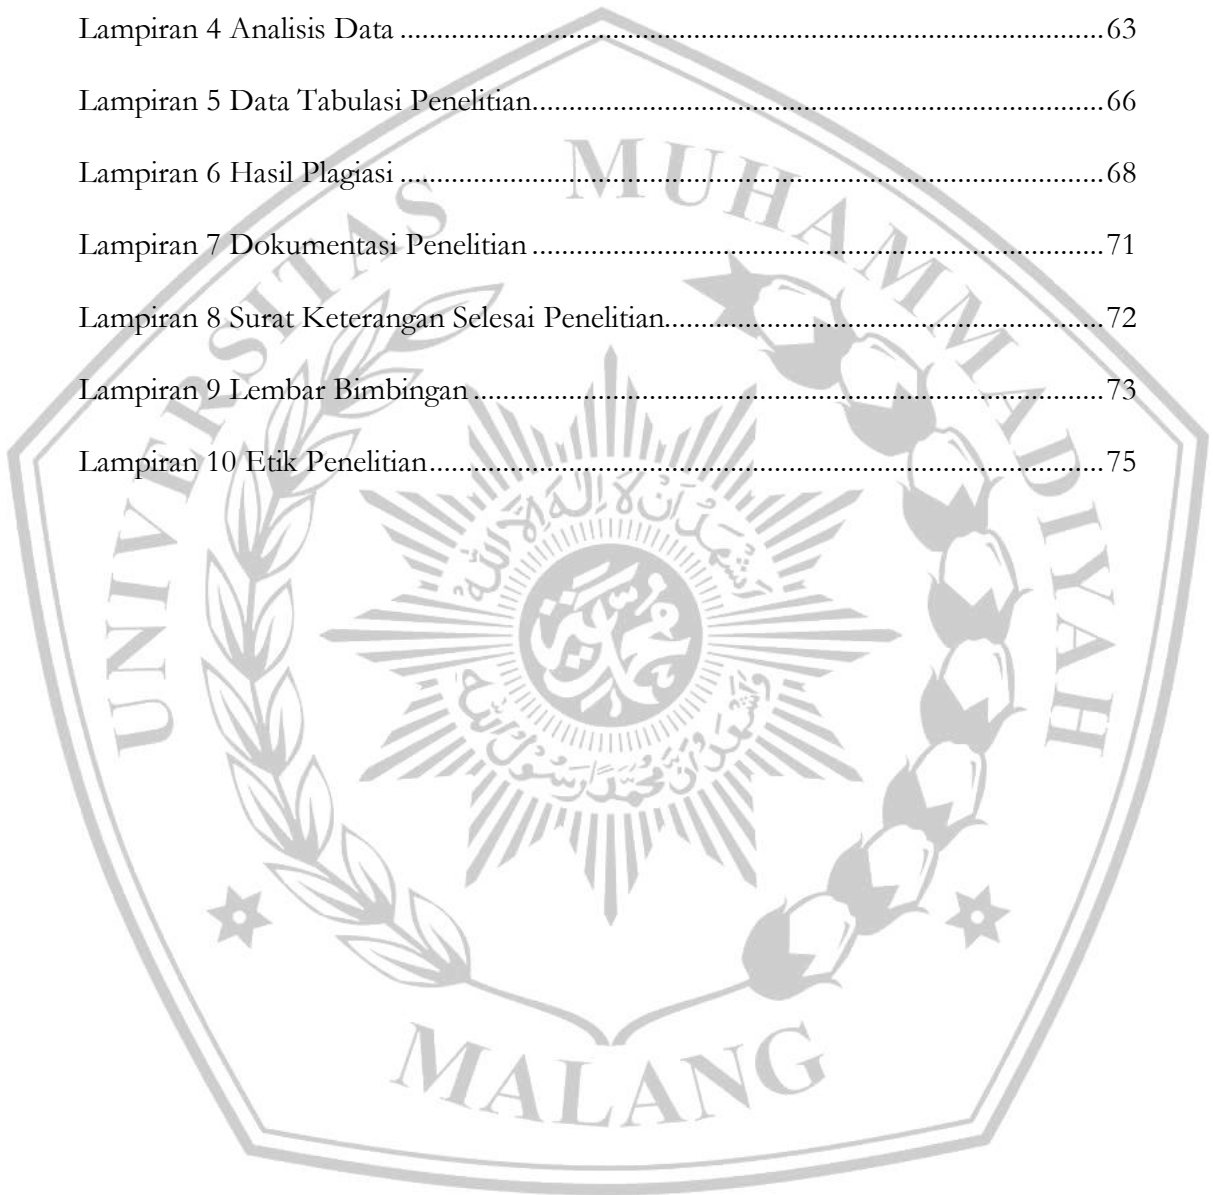 Lampiran 4 Analisis Data ........................................................................................ 63
Lampiran 5 Data Tabulasi Penelitian........................................................................ 66
Lampiran 6 Hasil Plagiasi ........................................................................................ 68
Lampiran 7 Dokumentasi Penelitian ........................................................................ 71
Lampiran 8 Surat Keterangan Selesai Penelitian....................................................... 72
Lampiran 9 Lembar Bimbingan ............................................................................... 73
Lampiran 10 Etik Penelitian..................................................................................... 75
UNIVERSITAS MUHAMMADIYAH
MALANG